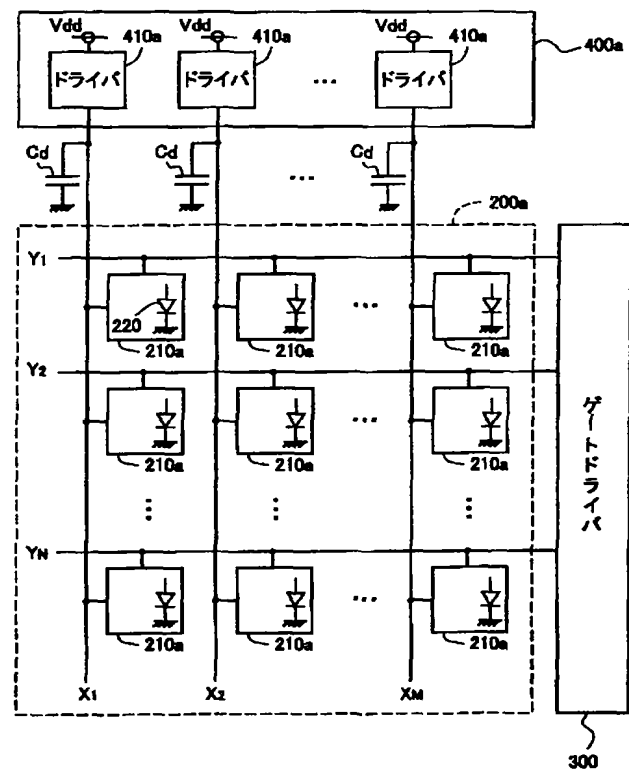 Vdd Vdd Vdd
410a 410a 410a 400a
ドライバ ドライバ … ドライバ
Cd Cd … Cd
200a
Y1
220
210a 210a … 210a
Y2
210a 210a … 210a
ゲートドライバ
YN
210a 210a … 210a
X1 X2 XM
300